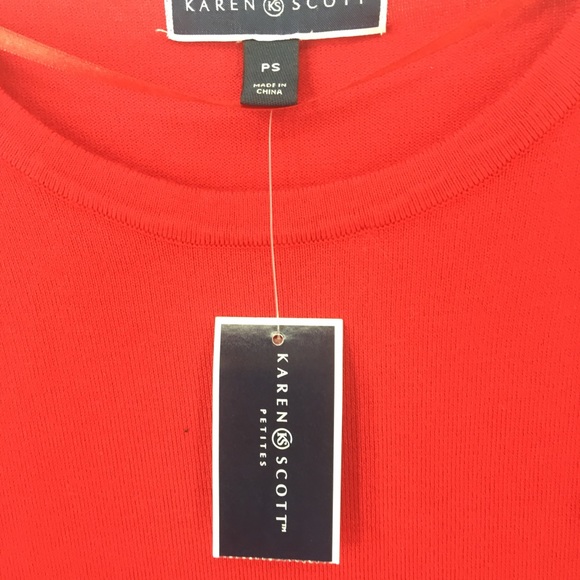 KAREN KS SCOTT
PS
MADE IN
CHINA
KAREN KS SCOTT™
PETITES